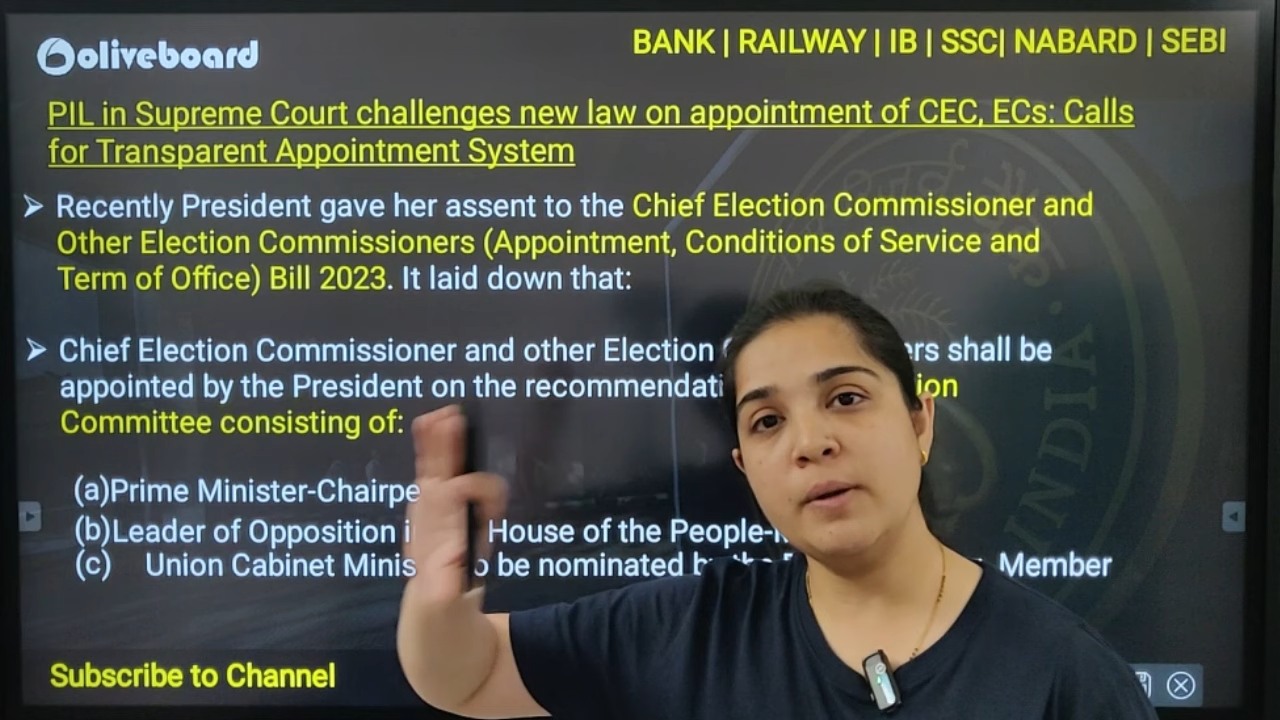 oliveboard
BANK | RAILWAY | IB | SSC| NABARD | SEBI
PIL in Supreme Court challenges new law on appointment of CEC, ECs: Calls
for Transparent Appointment System
➢ Recently President gave her assent to the Chief Election Commissioner and
Other Election Commissioners (Appointment, Conditions of Service and
Term of Office) Bill 2023. It laid down that:
➢ Chief Election Commissioner and other Election ers shall be
appointed by the President on the recommendati ion
Committee consisting of:
(a)Prime Minister-Chairpe
(b)Leader of Opposition i House of the People-
(c) Union Cabinet Minis o be nominated by the Member
Subscribe to Channel
INDIA